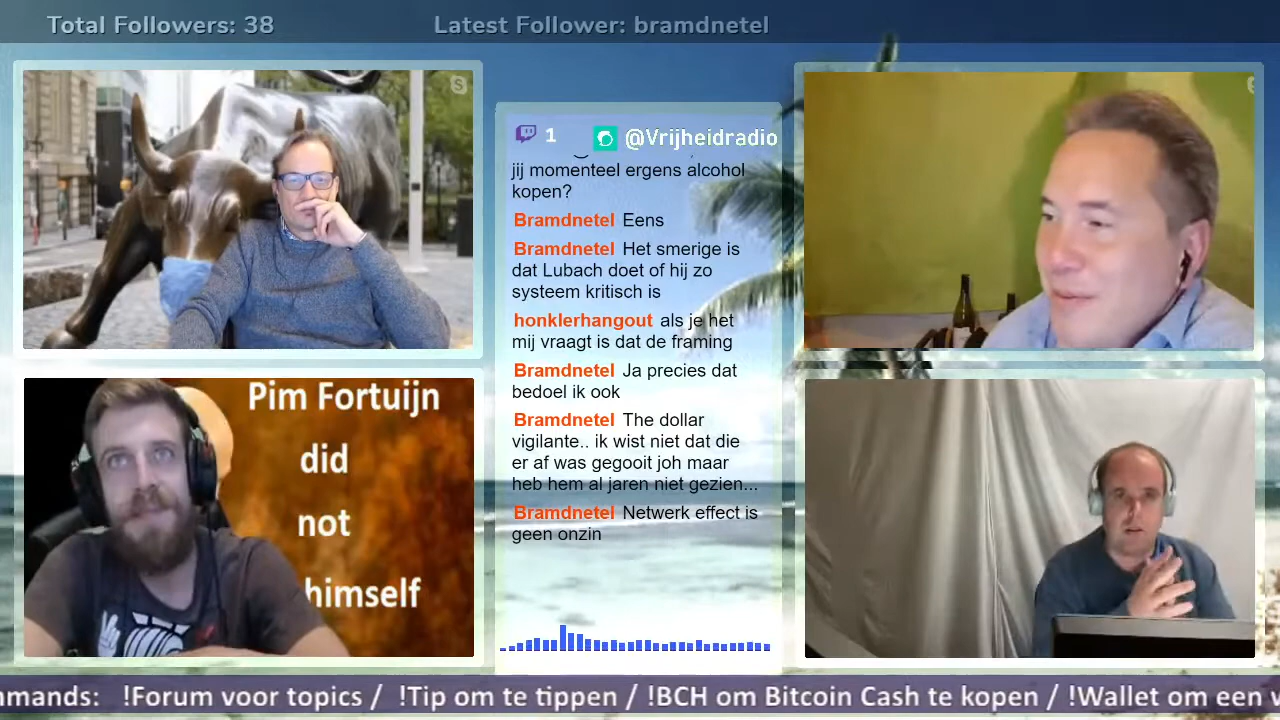 Total Followers: 38
Latest Follower: bramdnetel
1
@Vrijheidradio
jij momenteel ergens alcohol
kopen?
Bramdnetel Eens
Bramdnetel Het smerige is
dat Lubach doet of hij zo
systeem kritisch is
honklerhangout als je het
mij vraagt is dat de framing
Bramdnetel Ja precies dat
bedoel ik ook
Bramdnetel The dollar
vigilante.. ik wist niet dat die
er af was gegooit joh maar
heb hem al jaren niet gezien...
Bramdnetel Netwerk effect is
geen onzin
Pim Fortuijn
did
not
himself
mmands: !Forum voor topics / !Tip om te tippen / !BCH om Bitcoin Cash te kopen / !Wallet om een